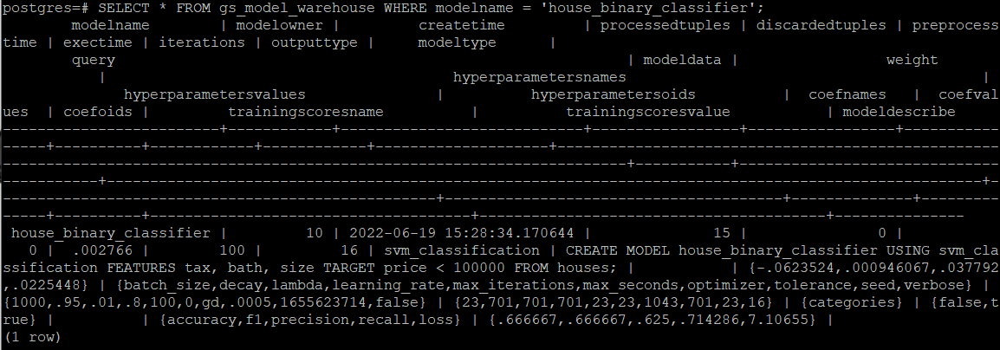 postgres=# SELECT * FROM gs_model_warehouse WHERE modelname = 'house_binary_classifier';
modelname | modelowner | createtime | processedtuples | discardedtuples | preprocess
time | exectime | iterations | outputtype | modeltype |
query | modeldata | weight
| hyperparametersnames |
hyperparametersvalues | hyperparametersoids | coefnames | coefval
ues | coefoids | trainingscoresname | trainingscoresvalue | modeldescribe
---------------------------+------------+----------------------------+-----------------+-----------------+-----------
-----+----------+------------+------------+--------------------+------------------------------------------------------
-------------------------------------------------------------------------+-----------+--------------------------------
-----------+---------------------------------------------------------------------------------------------------------+-
---------------------------------------------------+---------------------------------------+--------------+---------
-----+----------+--------------------------------------+----------------------------------------+---------------
house_binary_classifier | 10 | 2022-06-19 15:28:34.170644 | 15 | 0 |
0 | .002766 | 100 | 16 | svm_classification | CREATE MODEL house_binary_classifier USING svm_cla
ssification FEATURES tax, bath, size TARGET price < 100000 FROM houses; | | {-.0623524,.000946067,.037792
,.0225448} | {batch_size,decay,lambda,learning_rate,max_iterations,max_seconds,optimizer,tolerance,seed,verbose} |
{1000,.95,.01,.8,100,0,gd,.0005,1655623714,false} | {23,701,701,701,23,23,1043,701,23,16} | {categories} | {false,t
rue} | | {accuracy,f1,precision,recall,loss} | {.666667,.666667,.625,.714286,7.10655} |
(1 row)